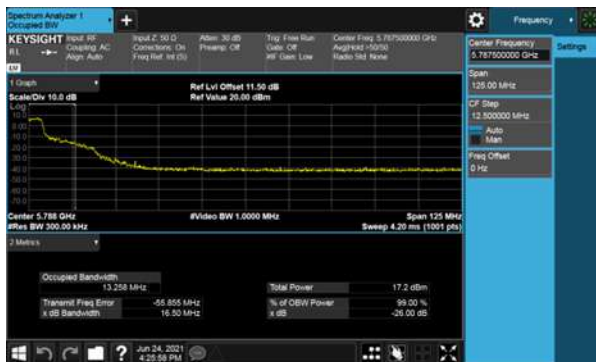 Spectrum Analyzer 1
Occupied BW
+
Frequency
KEYSIGHT
Input: RF
Coupling: AC
Align: Auto
Input Z: 50 Ω
Corrections: On
Freq Ref: Int (S)
Atten: 30 dB
Preamp: Off
Trig: Free Run
Gate: Off
#IF Gain: Low
Center Freq: 5.787500000 GHz
Avg|Hold:>50/50
Radio Std: None
Center Frequency
5.787500000 GHz
Settings
Span
125.00 MHz
CF Step
12.500000 MHz
Auto
Man
Freq Offset
0 Hz
1 Graph
Scale/Div 10.0 dB
Ref Lvl Offset 11.50 dB
Ref Value 20.00 dBm
Log
Center 5.788 GHz
#Res BW 300.00 kHz
#Video BW 1.0000 MHz
Span 125 MHz
Sweep 4.20 ms (1001 pts)
2 Metrics
Occupied Bandwidth
13.258 MHz
Total Power 17.2 dBm
Transmit Freq Error -55.855 MHz
% of OBW Power 99.00 %
x dB Bandwidth 16.50 MHz
x dB -26.00 dB
?
Jun 24, 2021
4:25:58 PM